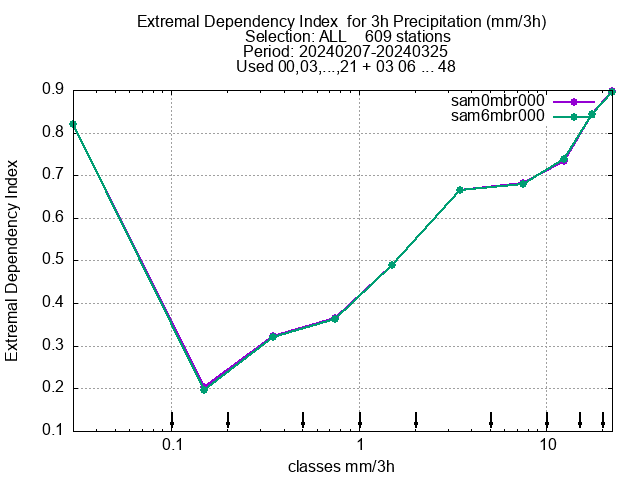 Extremal Dependency Index  for 3h Precipitation (mm/3h)
Selection: ALL    609 stations
Period: 20240207-20240325
Used 00,03,...,21 + 03 06 ... 48
sam0mbr000
sam6mbr000
0.9
0.8
0.7
0.6
0.5
0.4
0.3
0.2
0.1
Extremal Dependency Index
0.1
1
10
classes mm/3h